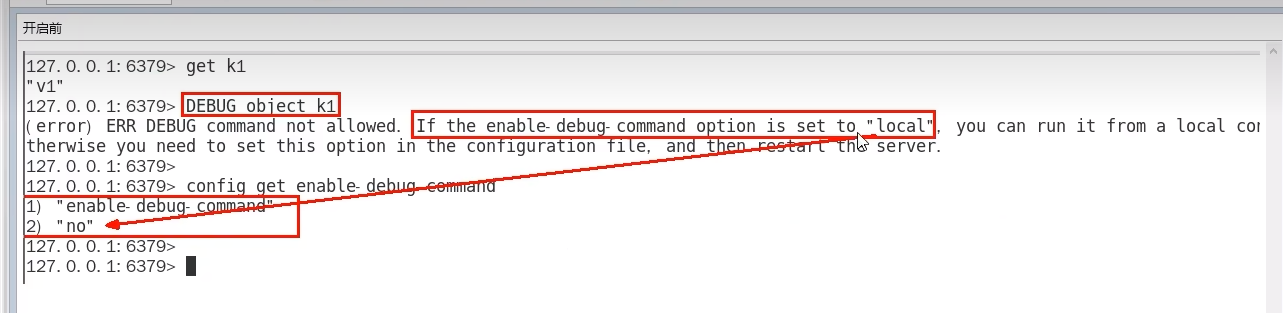 开启前
127.0.0.1:6379> get k1
"v1"
127.0.0.1:6379> DEBUG object k1
(error) ERR DEBUG command not allowed. If the enable-debug-command option is set to "local", you can run it from a local
therwise you need to set this option in the configuration file, and then restart the server.
127.0.0.1:6379>
127.0.0.1:6379> config get enable-debug-command
1) "enable-debug-command"
2) "no"
127.0.0.1:6379>
127.0.0.1:6379>